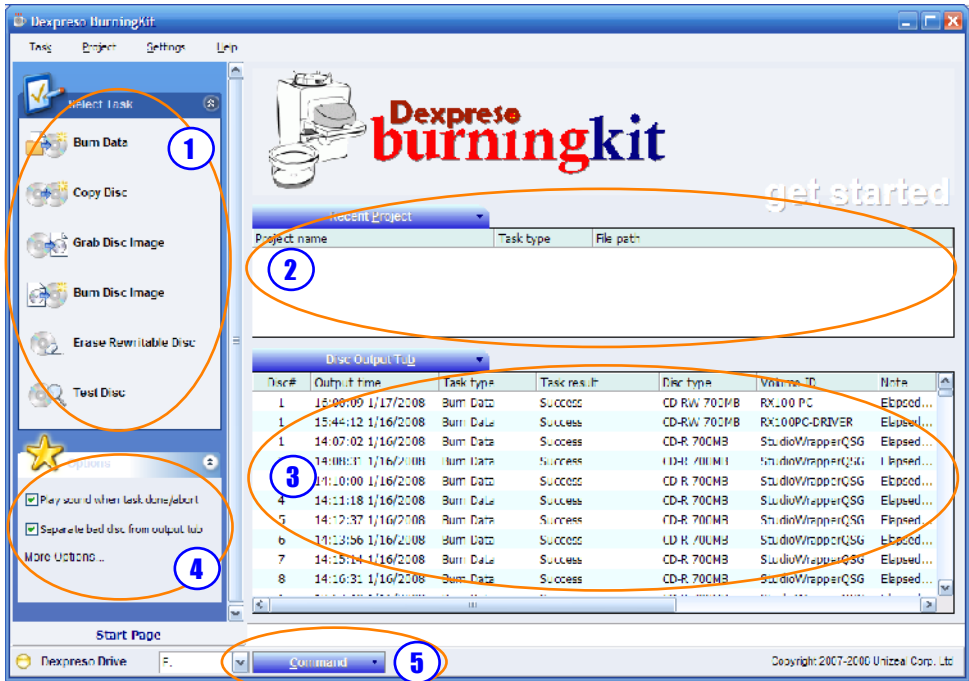 Dexpreso BurningKit
Task Project Settings Help
Select Task
Burn Data
Copy Disc
Grab Disc Image
Burn Disc Image
Erase Rewritable Disc
Test Disc
1
Options
Play sound when task done/abort
Separate bad disc from output tub
More Options...
4
Start Page
Dexpreso
burningkit
get started
Recent Project
Project name Task type File path
2
Disc Output Tub
Disc# Output time Task type Task result Disc type Volume ID Note
1 16:00:09 1/17/2008 Burn Data Success CD-RW 700MB RX100 PC Elapsed...
1 15:44:12 1/16/2008 Burn Data Success CD-RW 700MB RX100PC-DRIVER Elapsed...
1 14:07:02 1/16/2008 Burn Data Success CD-R 700MB StudioWrapperQSG Elapsed...
14:08:31 1/16/2008 Burn Data Success CD-R 700MB StudioWrapperQSG Elapsed...
3
14:10:00 1/16/2008 Burn Data Success CD-R 700MB StudioWrapperQSG Elapsed...
4 14:11:18 1/16/2008 Burn Data Success CD-R 700MB StudioWrapperQSG Elapsed...
5 14:12:37 1/16/2008 Burn Data Success CD-R 700MB StudioWrapperQSG Elapsed...
6 14:13:56 1/16/2008 Burn Data Success CD-R 700MB StudioWrapperQSG Elapsed...
7 15:15:14 1/16/2008 Burn Data Success CD-R 700MB StudioWrapperQSG Elapsed...
8 14:16:31 1/16/2008 Burn Data Success CD-R 700MB StudioWrapperQSG Elapsed...
Dexpreso Drive Command 5 Copyright 2007-2008 Unizeal Corp. Ltd